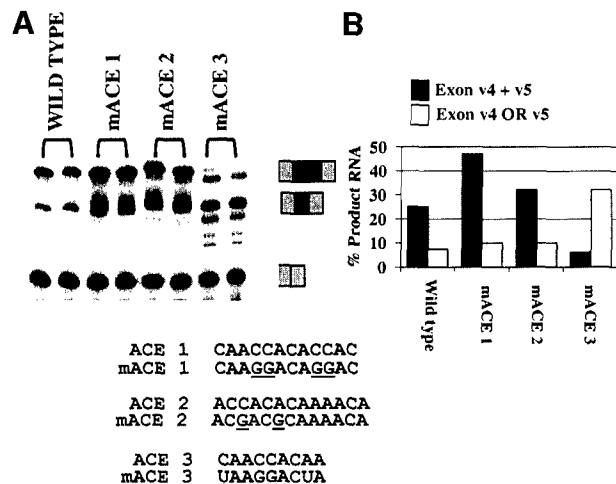 A
WILD TYPE
mACE 1
mACE 2
mACE 3
B
Exon v4 + v5
Exon v4 OR v5
% Product RNA
50
40
30
20
10
0
Wild type
mACE 1
mACE 2
mACE 3
ACE 1 CAACCACACCAC
mACE 1 CAAGGACAGGAC
ACE 2 ACCACACAAAACA
mACE 2 ACGACGCAAAACA
ACE 3 CAACCACAA
mACE 3 UAAGGACUA